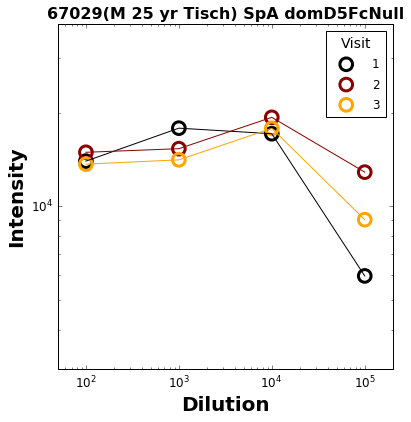 67029(M 25 yr Tisch) SpA domD5FcNull
Visit
1
2
3
Intensity
10^4
10^2 10^3 10^4 10^5
Dilution